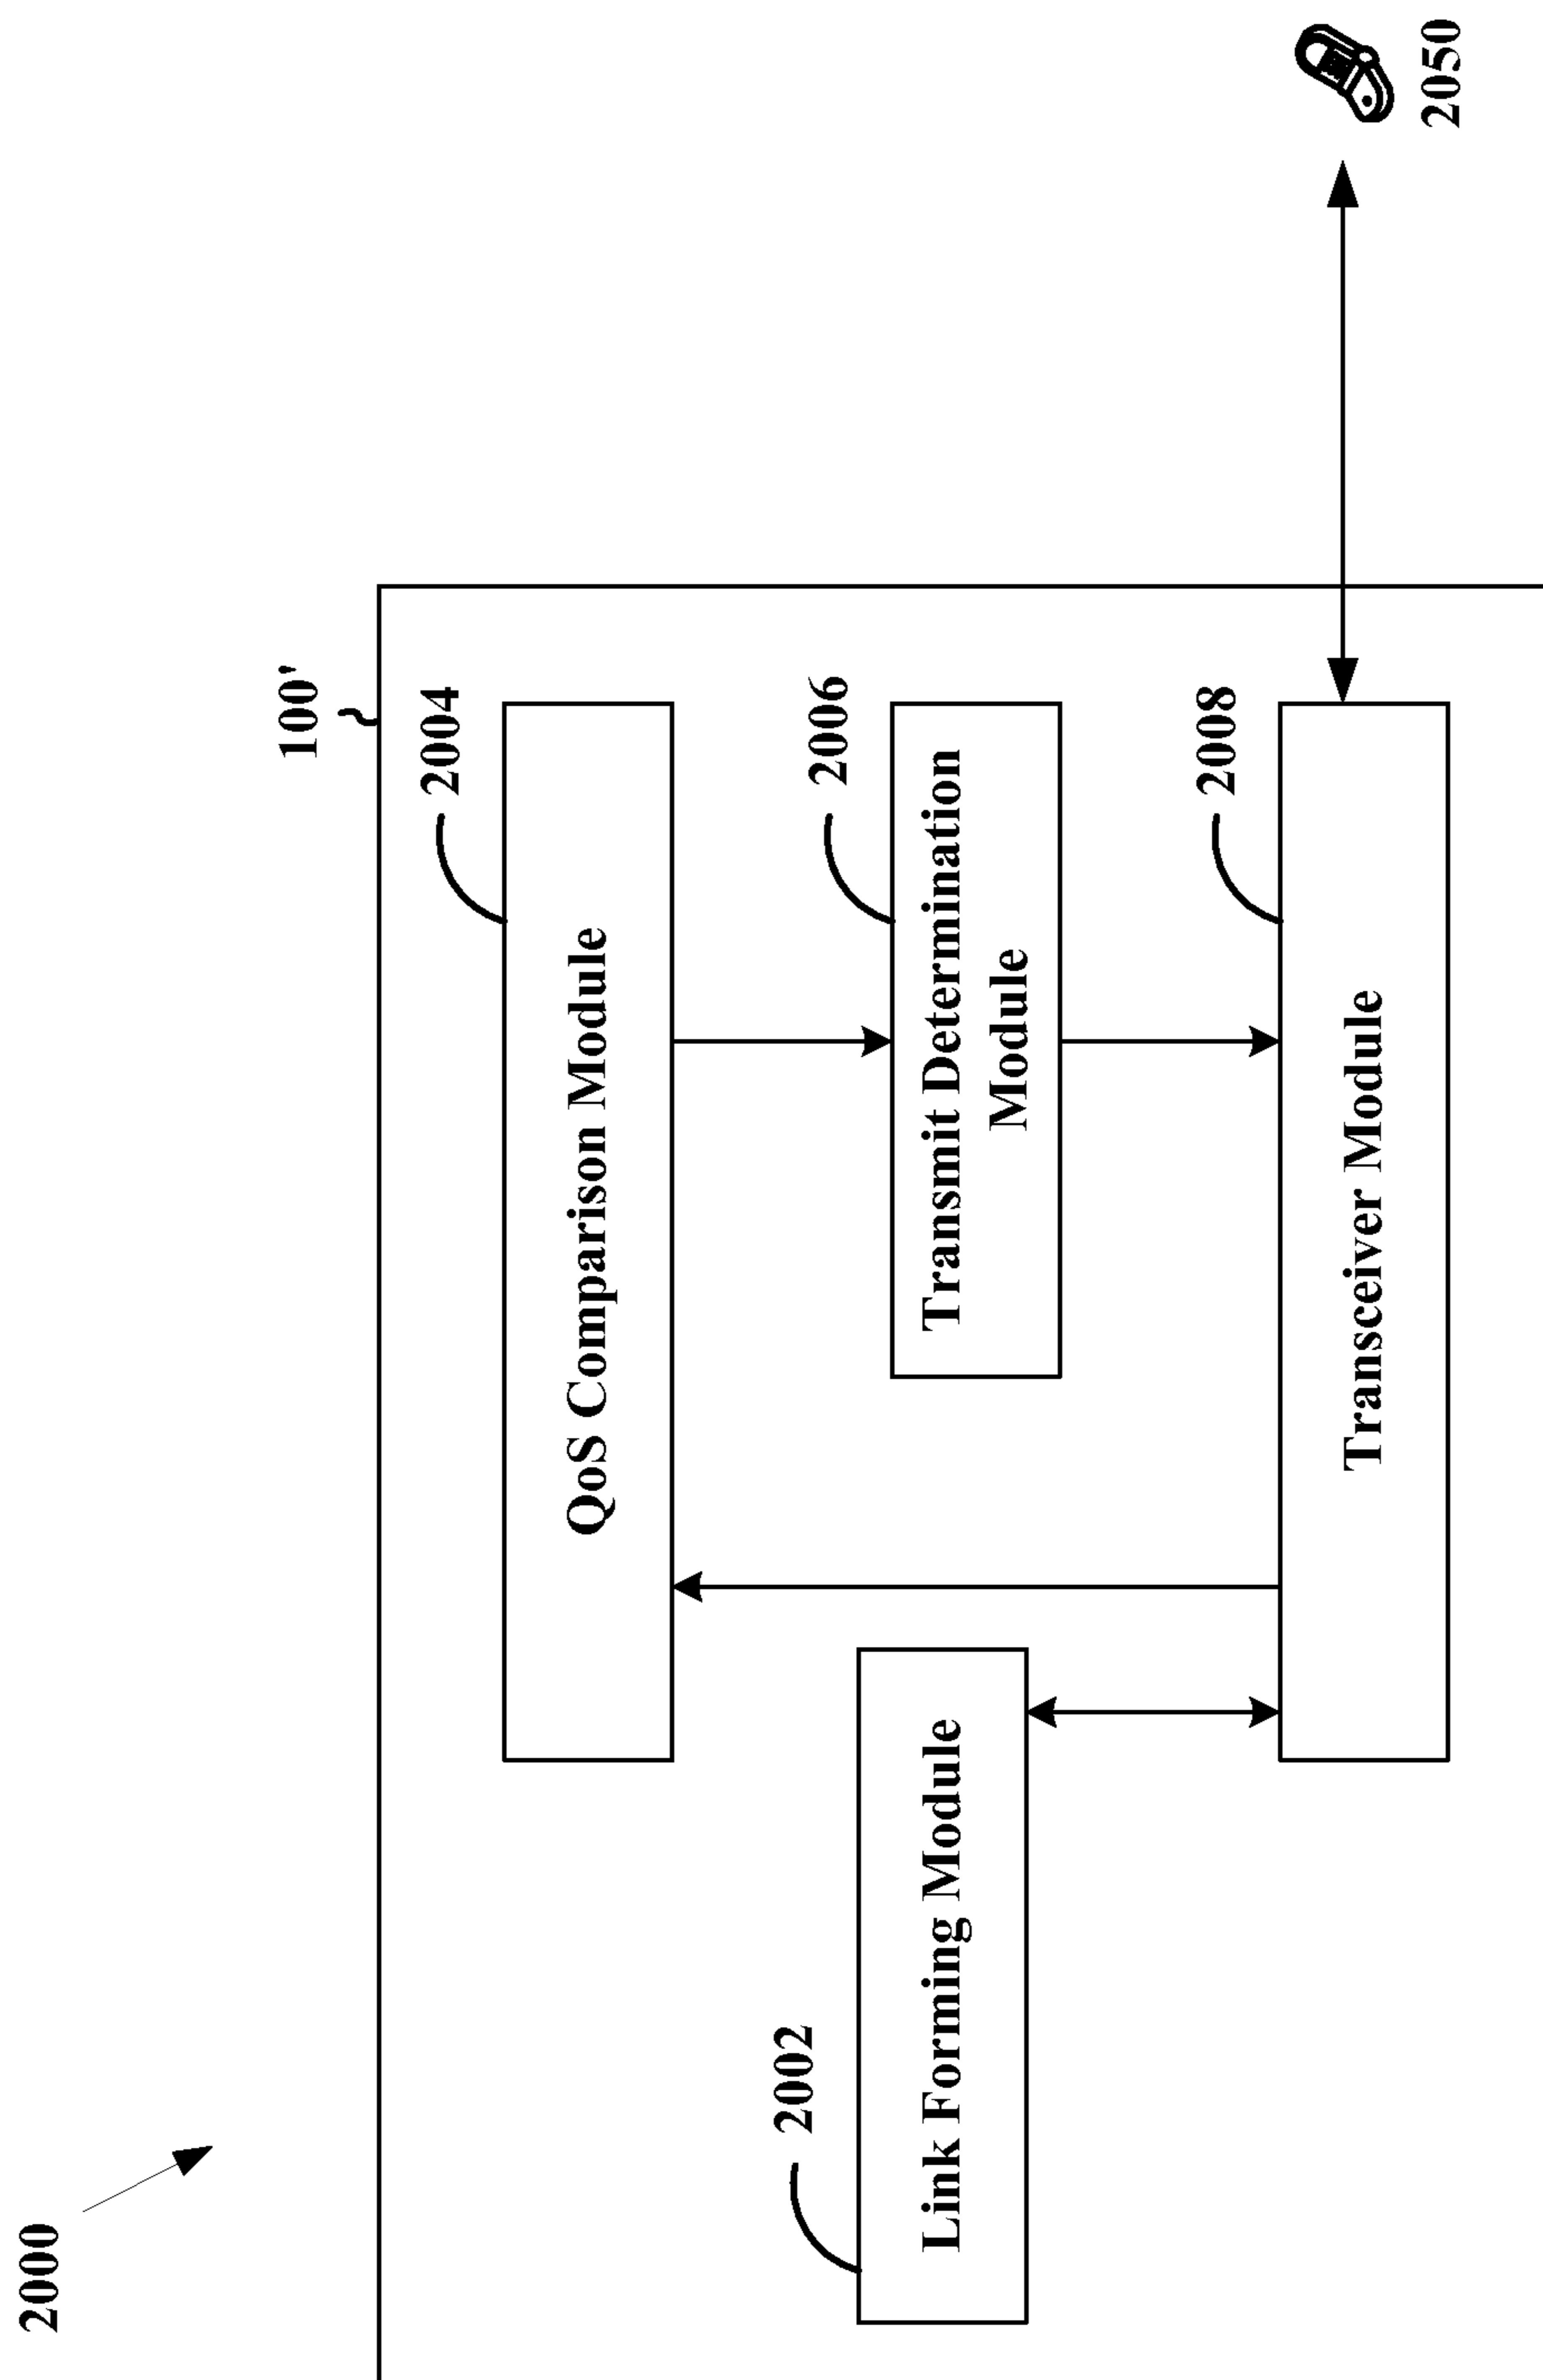 2000
100'
2004
QoS Comparison Module
2002
Link Forming Module
2006
Transmit Determination
Module
2008
Transceiver Module
2050